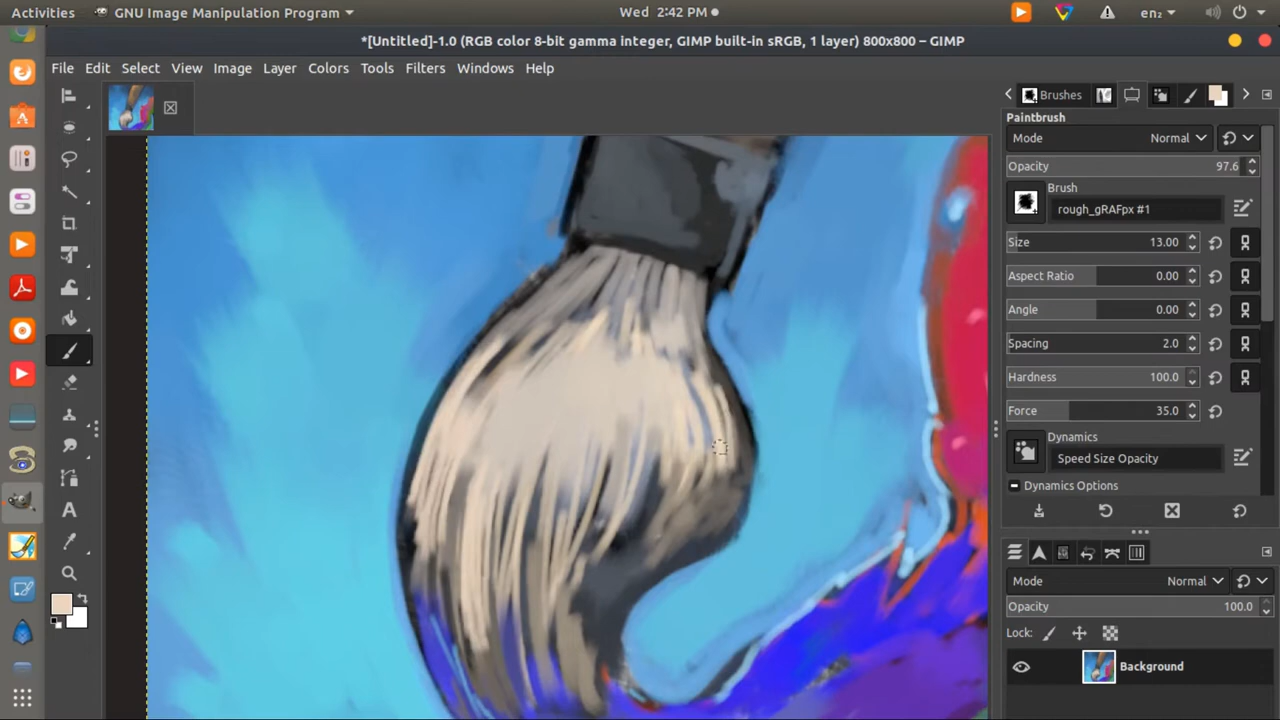 Activities GNU Image Manipulation Program Wed 2:42 PM en₂
*[Untitled]-1.0 (RGB color 8-bit gamma integer, GIMP built-in sRGB, 1 layer) 800x800 – GIMP
File Edit Select View Image Layer Colors Tools Filters Windows Help
Brushes
Paintbrush
Mode Normal
Opacity 97.6
Brush
rough_gRAFpx #1
Size 13.00
Aspect Ratio 0.00
Angle 0.00
Spacing 2.0
Hardness 100.0
Force 35.0
Dynamics
Speed Size Opacity
Dynamics Options
Mode Normal
Opacity 100.0
Lock:
Background